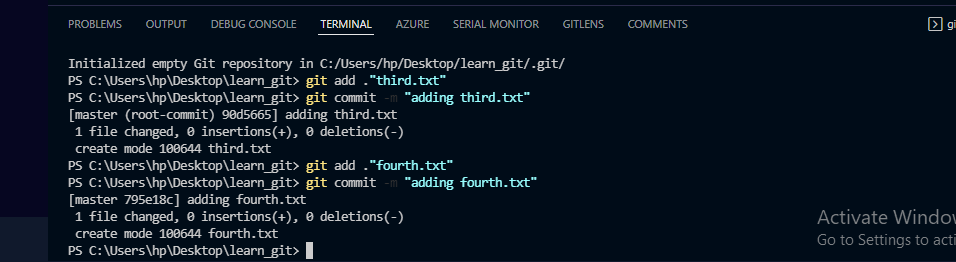 PROBLEMS OUTPUT DEBUG CONSOLE TERMINAL AZURE SERIAL MONITOR GITLENS COMMENTS
Initialized empty Git repository in C:/Users/hp/Desktop/learn_git/.git/
PS C:\Users\hp\Desktop\learn_git> git add ."third.txt"
PS C:\Users\hp\Desktop\learn_git> git commit -m "adding third.txt"
[master (root-commit) 90d5665] adding third.txt
1 file changed, 0 insertions(+), 0 deletions(-)
create mode 100644 third.txt
PS C:\Users\hp\Desktop\learn_git> git add ."fourth.txt"
PS C:\Users\hp\Desktop\learn_git> git commit -m "adding fourth.txt"
[master 795e18c] adding fourth.txt
1 file changed, 0 insertions(+), 0 deletions(-)
create mode 100644 fourth.txt
PS C:\Users\hp\Desktop\learn_git>
Activate Window
Go to Settings to acti